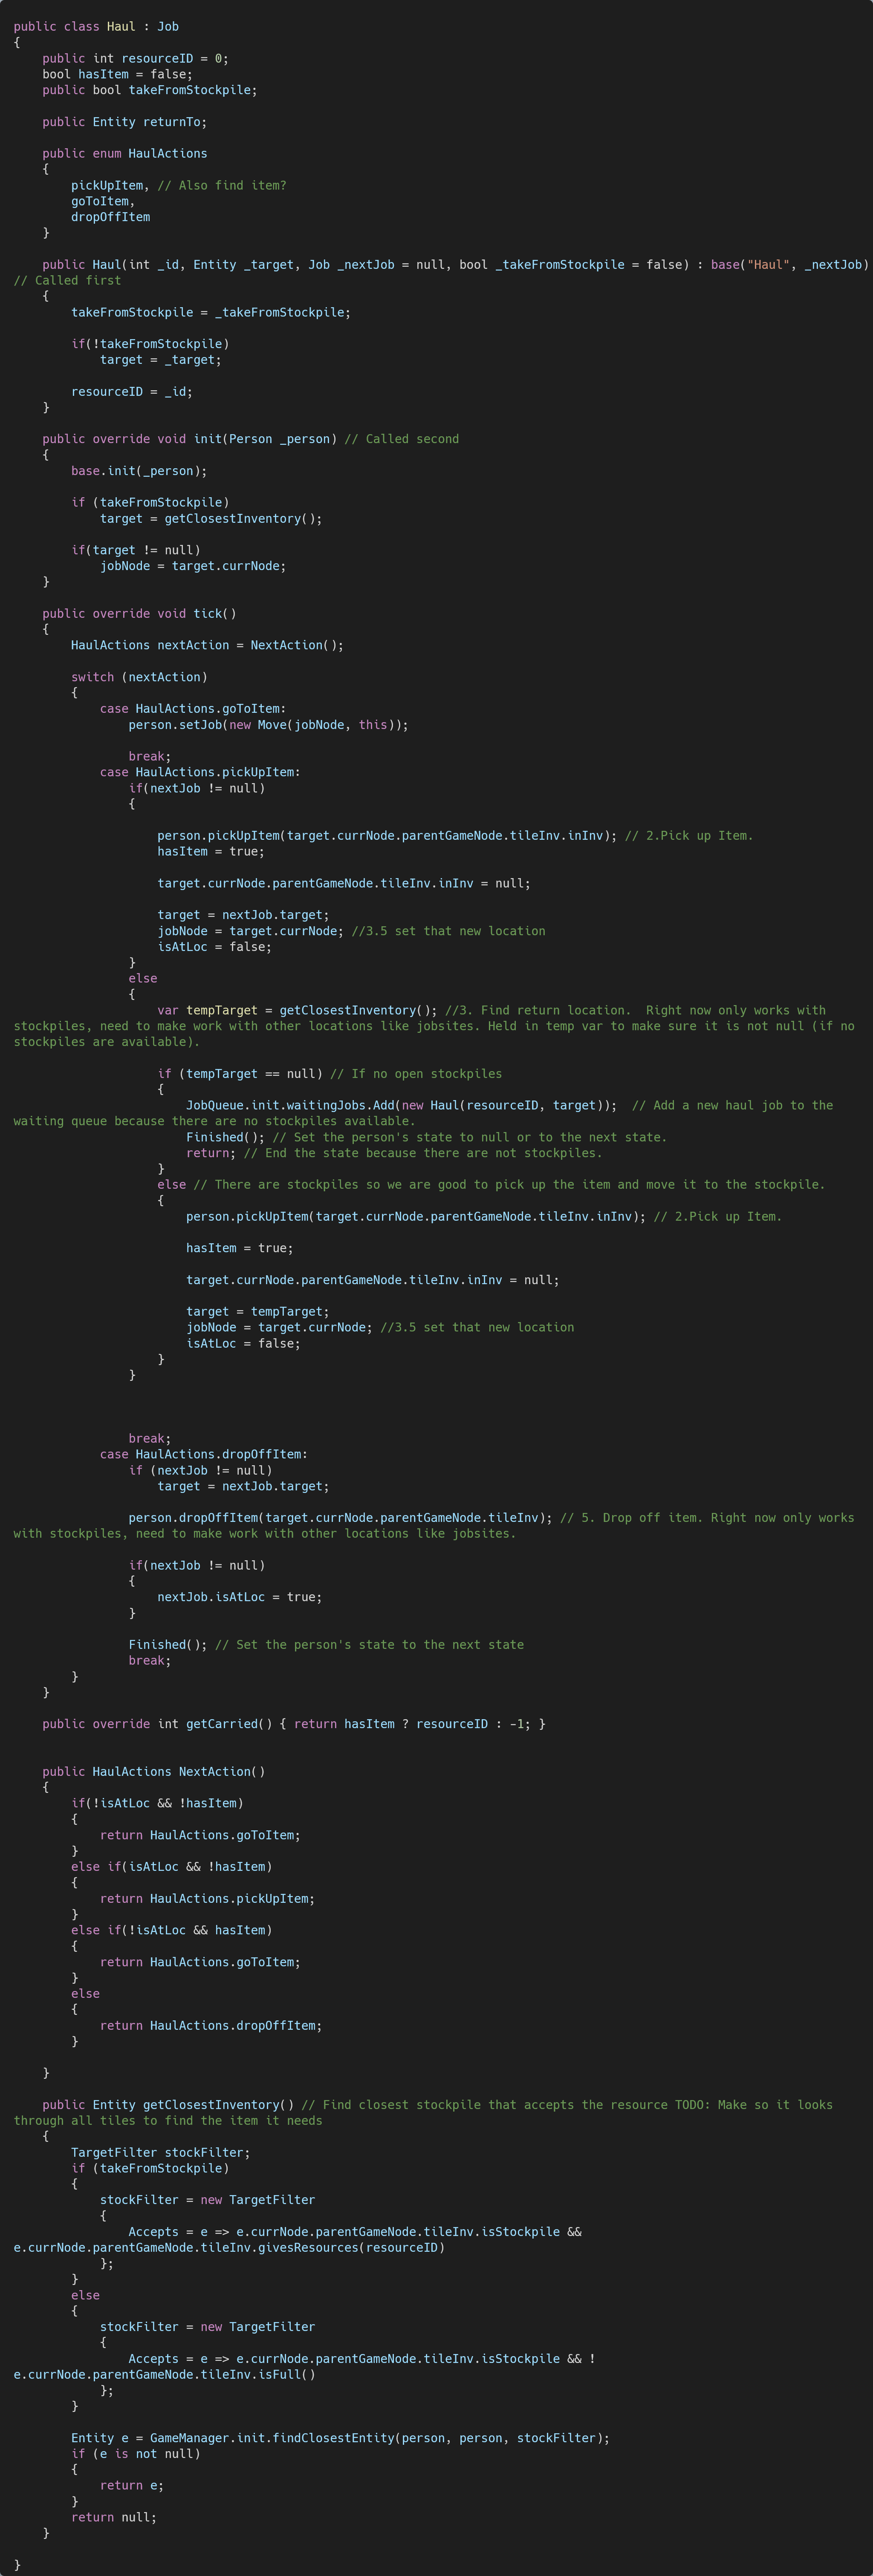 public class Haul : Job
{
    public int resourceID = 0;
    bool hasItem = false;
    public bool takeFromStockpile;

    public Entity returnTo;

    public enum HaulActions
    {
        pickUpItem, // Also find item?
        goToItem,
        dropOffItem
    }

    public Haul(int _id, Entity _target, Job _nextJob = null, bool _takeFromStockpile = false) : base("Haul", _nextJob)
// Called first
    {
        takeFromStockpile = _takeFromStockpile;

        if(!takeFromStockpile)
            target = _target;

        resourceID = _id;
    }

    public override void init(Person _person) // Called second
    {
        base.init(_person);

        if (takeFromStockpile)
            target = getClosestInventory();

        if(target != null)
            jobNode = target.currNode;
    }

    public override void tick()
    {
        HaulActions nextAction = NextAction();

        switch (nextAction)
        {
            case HaulActions.goToItem:
                person.setJob(new Move(jobNode, this));

                break;
            case HaulActions.pickUpItem:
                if(nextJob != null)
                {

                    person.pickUpItem(target.currNode.parentGameNode.tileInv.inInv); // 2.Pick up Item.
                    hasItem = true;

                    target.currNode.parentGameNode.tileInv.inInv = null;

                    target = nextJob.target;
                    jobNode = target.currNode; //3.5 set that new location
                    isAtLoc = false;
                }
                else
                {
                    var tempTarget = getClosestInventory(); //3. Find return location.  Right now only works with
stockpiles, need to make work with other locations like jobsites. Held in temp var to make sure it is not null (if no
stockpiles are available).

                    if (tempTarget == null) // If no open stockpiles
                    {
                        JobQueue.init.waitingJobs.Add(new Haul(resourceID, target));  // Add a new haul job to the
waiting queue because there are no stockpiles available.
                        Finished(); // Set the person's state to null or to the next state.
                        return; // End the state because there are not stockpiles.
                    }
                    else // There are stockpiles so we are good to pick up the item and move it to the stockpile.
                    {
                        person.pickUpItem(target.currNode.parentGameNode.tileInv.inInv); // 2.Pick up Item.

                        hasItem = true;

                        target.currNode.parentGameNode.tileInv.inInv = null;

                        target = tempTarget;
                        jobNode = target.currNode; //3.5 set that new location
                        isAtLoc = false;
                    }
                }



                break;
            case HaulActions.dropOffItem:
                if (nextJob != null)
                    target = nextJob.target;

                person.dropOffItem(target.currNode.parentGameNode.tileInv); // 5. Drop off item. Right now only works
with stockpiles, need to make work with other locations like jobsites.

                if(nextJob != null)
                {
                    nextJob.isAtLoc = true;
                }

                Finished(); // Set the person's state to the next state
                break;
        }
    }

    public override int getCarried() { return hasItem ? resourceID : -1; }


    public HaulActions NextAction()
    {
        if(!isAtLoc && !hasItem)
        {
            return HaulActions.goToItem;
        }
        else if(isAtLoc && !hasItem)
        {
            return HaulActions.pickUpItem;
        }
        else if(!isAtLoc && hasItem)
        {
            return HaulActions.goToItem;
        }
        else
        {
            return HaulActions.dropOffItem;
        }

    }

    public Entity getClosestInventory() // Find closest stockpile that accepts the resource TODO: Make so it looks
through all tiles to find the item it needs
    {
        TargetFilter stockFilter;
        if (takeFromStockpile)
        {
            stockFilter = new TargetFilter
            {
                Accepts = e => e.currNode.parentGameNode.tileInv.isStockpile &&
e.currNode.parentGameNode.tileInv.givesResources(resourceID)
            };
        }
        else
        {
            stockFilter = new TargetFilter
            {
                Accepts = e => e.currNode.parentGameNode.tileInv.isStockpile && !
e.currNode.parentGameNode.tileInv.isFull()
            };
        }

        Entity e = GameManager.init.findClosestEntity(person, person, stockFilter);
        if (e is not null)
        {
            return e;
        }
        return null;
    }

}